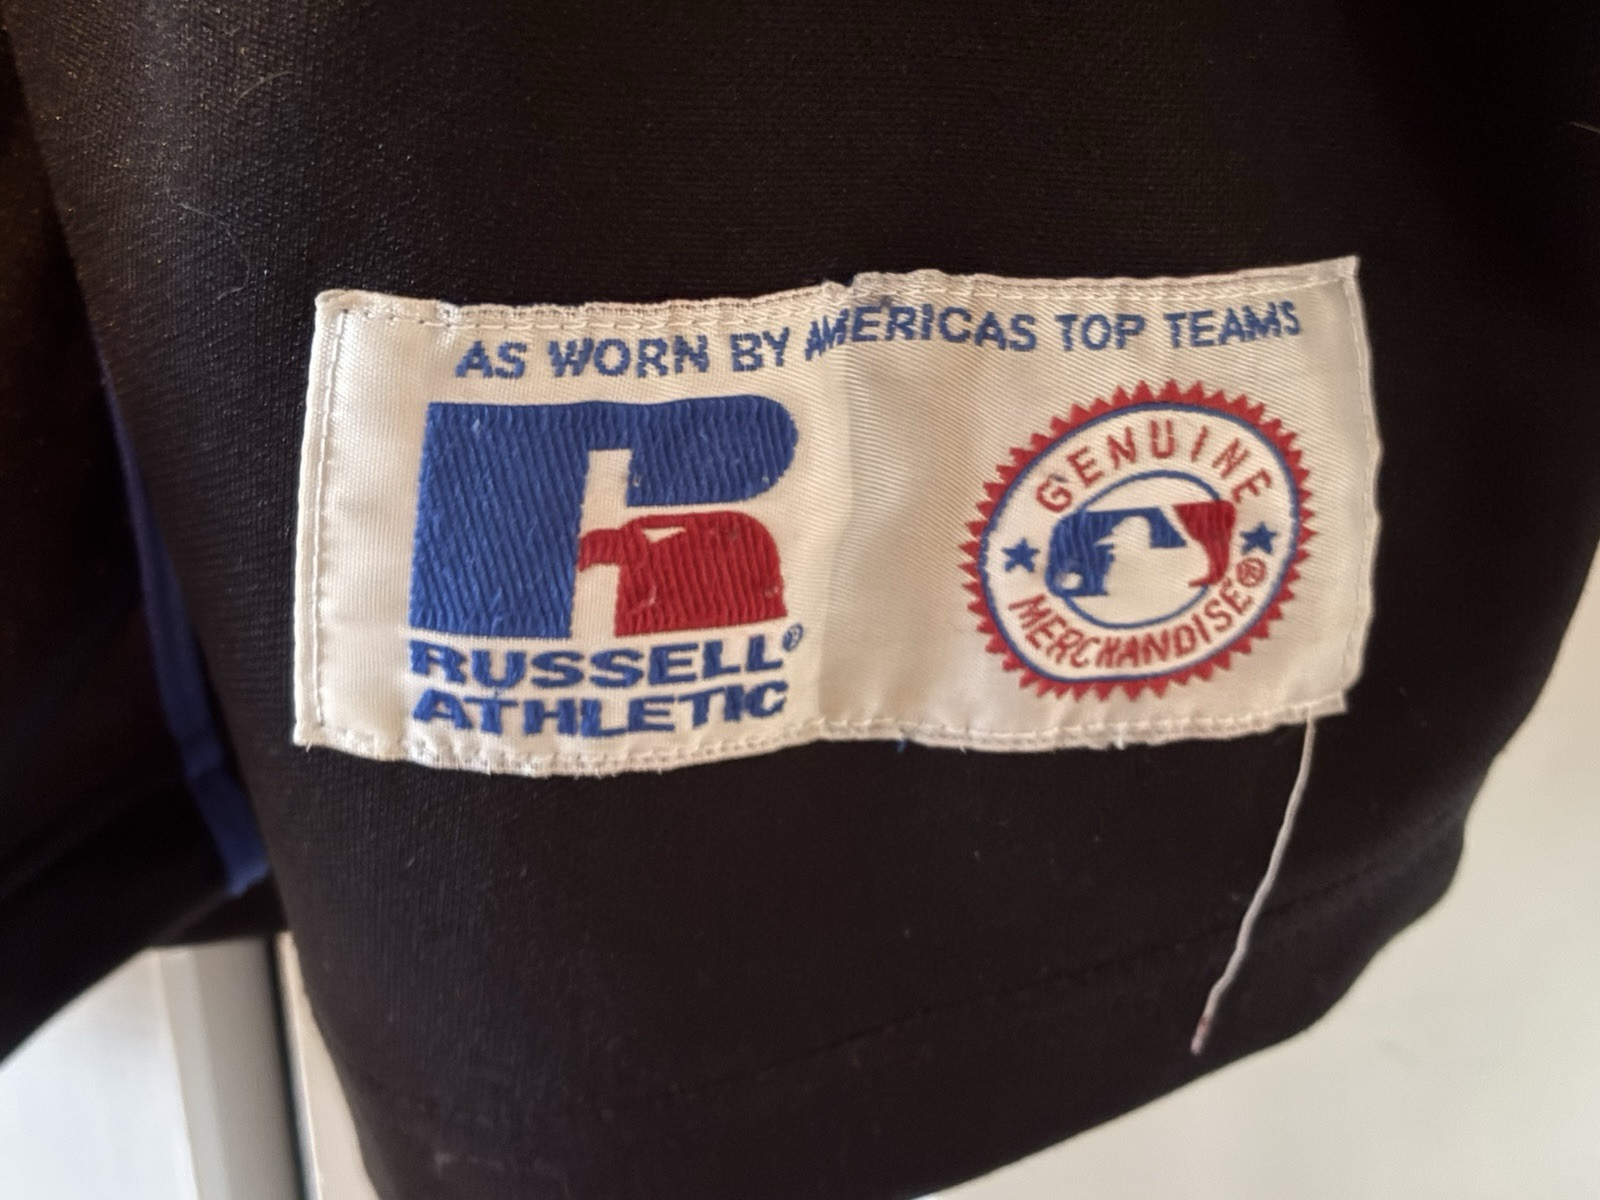 AS WORN BY AMERICAS TOP TEAMS
RUSSELL®
ATHLETIC
GENUINE
MERCHANDISE®